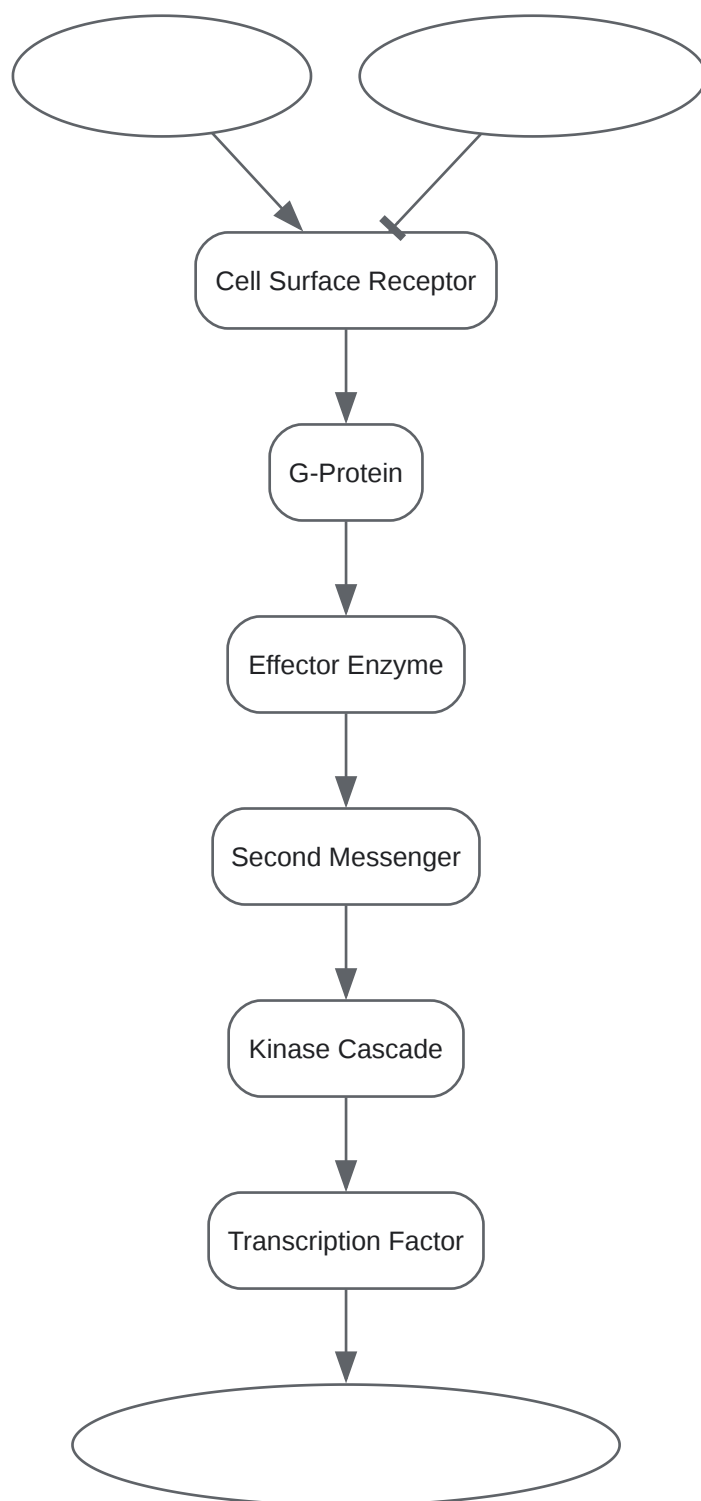 Cell Surface Receptor
G-Protein
Effector Enzyme
Second Messenger
Kinase Cascade
Transcription Factor